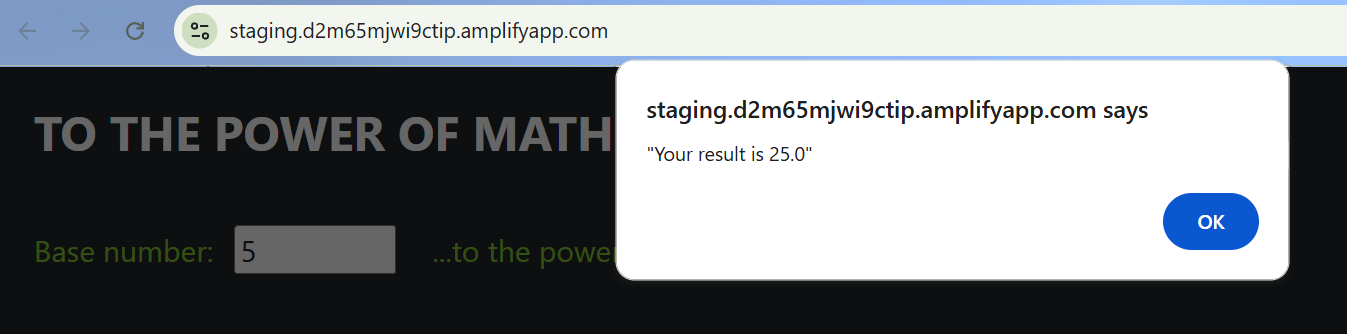 staging.d2m65mjwi9ctip.amplifyapp.com
staging.d2m65mjwi9ctip.amplifyapp.com says
"Your result is 25.0"
OK
TO THE POWER OF MATH
Base number: 5 ...to the power